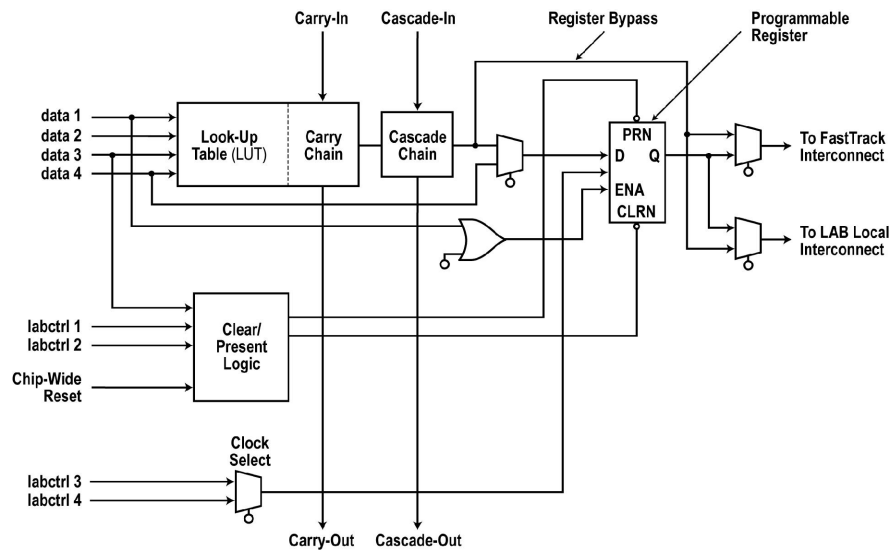 Carry-In
Cascade-In
Register Bypass
Programmable
Register
data 1
data 2
data 3
data 4
Look-Up
Table (LUT)
Carry
Chain
Cascade
Chain
PRN
D
Q
ENA
CLRN
To FastTrack
Interconnect
To LAB Local
Interconnect
labctrl 1
labctrl 2
Chip-Wide
Reset
Clear/
Present
Logic
Clock
Select
labctrl 3
labctrl 4
Carry-Out
Cascade-Out